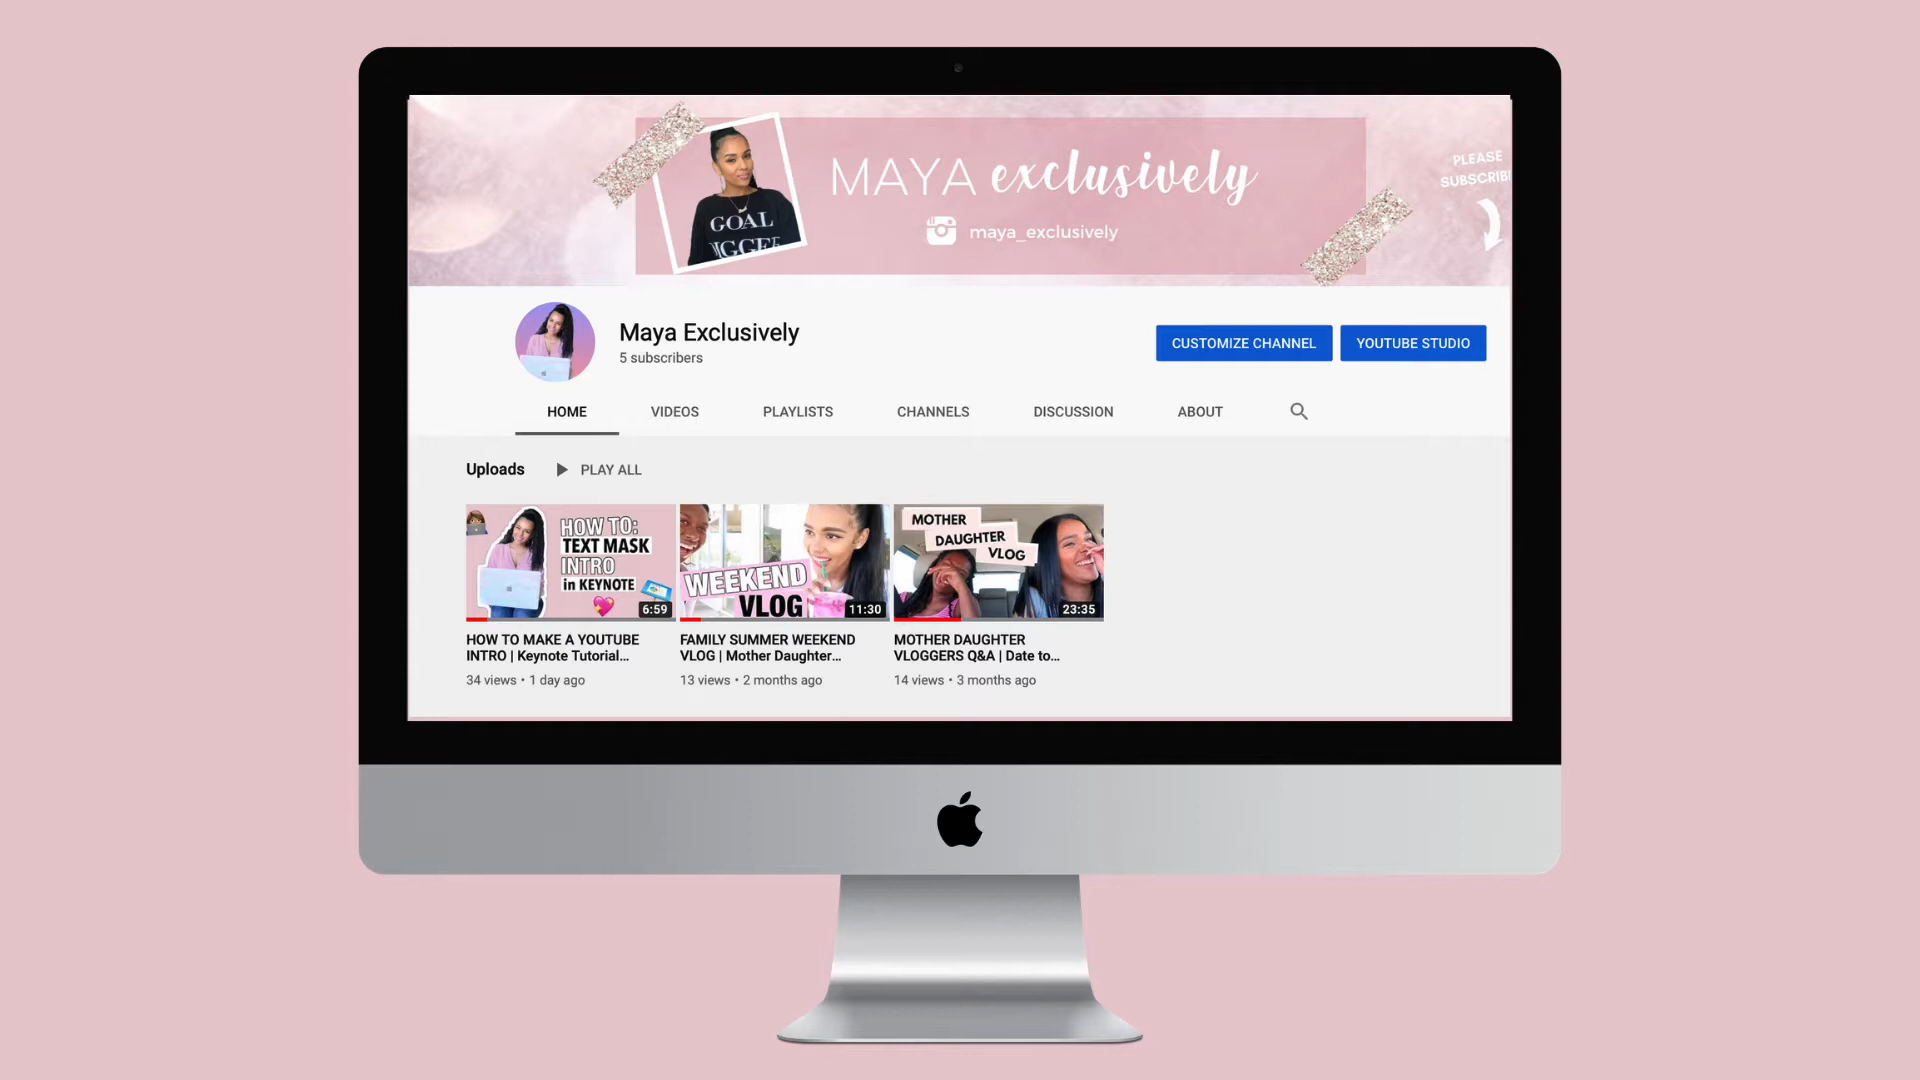 MAYA exclusively
maya_exclusively
PLEASE
GOAL
Maya Exclusively
5 subscribers
CUSTOMIZE CHANNEL
YOUTUBE STUDIO
HOME
VIDEOS
PLAYLISTS
CHANNELS
DISCUSSION
ABOUT
Uploads
PLAY ALL
HOW TO:
TEXT MASK
INTRO
in KEYNOTE
6:59
WEEKEND
VLOG
11:30
MOTHER
DAUGHTER
VLOG
23:35
HOW TO MAKE A YOUTUBE
INTRO | Keynote Tutorial...
34 views • 1 day ago
FAMILY SUMMER WEEKEND
VLOG | Mother Daughter...
13 views • 2 months ago
MOTHER DAUGHTER
VLOGGERS Q&A | Date to...
14 views • 3 months ago